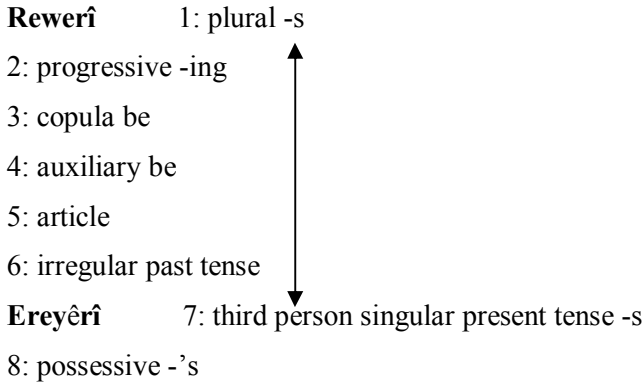 Rewerî 1: plural -s
2: progressive -ing
3: copula be
4: auxiliary be
5: article
6: irregular past tense
Ereyêrî 7: third person singular present tense -s
8: possessive -’s